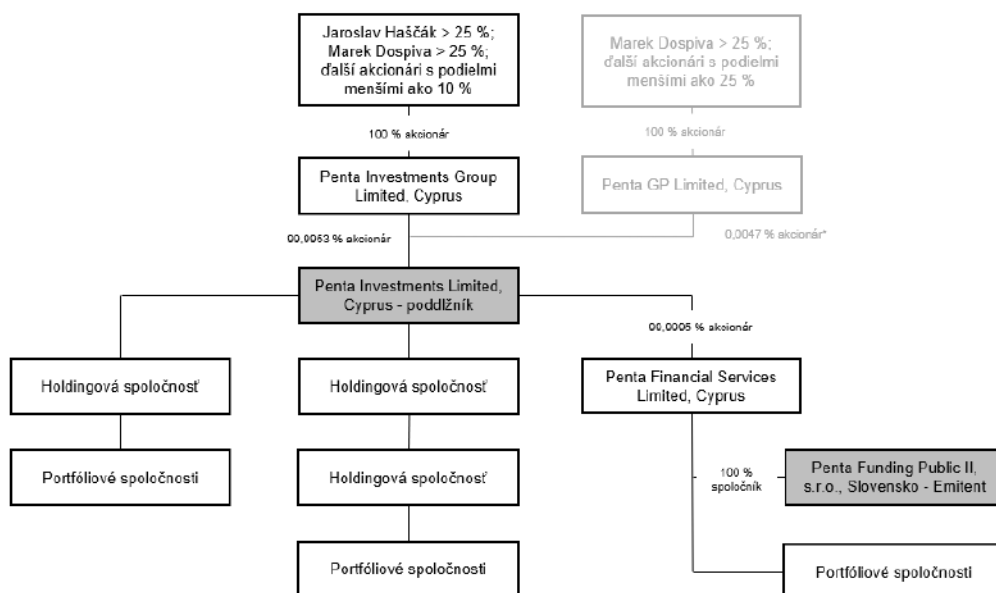 Jaroslav Haščák > 25 %;
Marek Dospiva > 25 %;
ďalší akcionári s podielmi
menšími ako 10 %
Marek Dospiva > 25 %;
ďalší akcionári s podielmi
menšími ako 25 %
100 % akcionár
100 % akcionár
Penta Investments Group
Limited, Cyprus
Penta GP Limited, Cyprus
99,9953 % akcionár
0,0047 % akcionár*
Penta Investments Limited,
Cyprus - poddlžník
% akcionár
Holdingová spoločnosť
Holdingová spoločnosť
Penta Financial Services
Limited, Cyprus
Portfóliové spoločnosti
Holdingová spoločnosť
100 %
spoločník
Penta Funding Public II,
s.r.o., Slovensko - Emitent
Portfóliové spoločnosti
Portfóliové spoločnosti